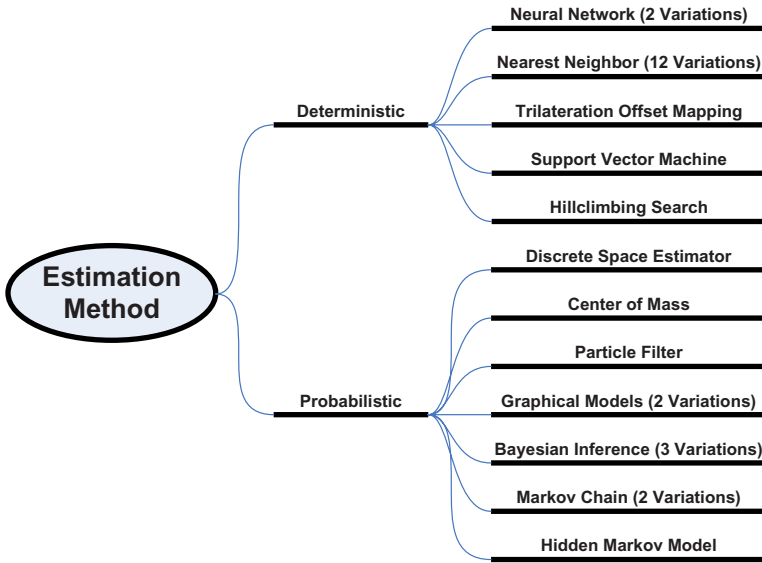 Estimation
Method
Deterministic
Neural Network (2 Variations)
Nearest Neighbor (12 Variations)
Trilateration Offset Mapping
Support Vector Machine
Hillclimbing Search
Probabilistic
Discrete Space Estimator
Center of Mass
Particle Filter
Graphical Models (2 Variations)
Bayesian Inference (3 Variations)
Markov Chain (2 Variations)
Hidden Markov Model